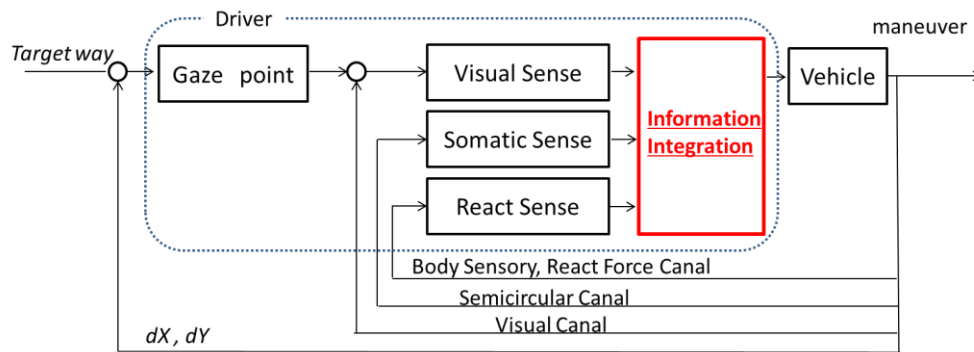 Driver
maneuver
Target way
Gaze point
Visual Sense
Vehicle
Somatic Sense
Information
Integration
React Sense
Body Sensory, React Force Canal
Semicircular Canal
Visual Canal
dX , dY